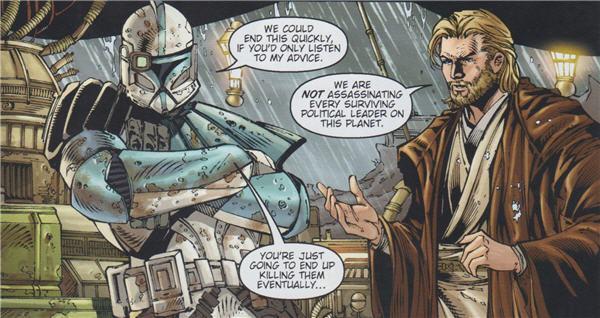 WE COULD
END THIS QUICKLY,
IF YOU'D ONLY LISTEN
TO MY ADVICE.
WE ARE
NOT ASSASSINATING
EVERY SURVIVING
POLITICAL LEADER ON
THIS PLANET.
YOU'RE JUST
GOING TO END UP
KILLING THEM
EVENTUALLY...